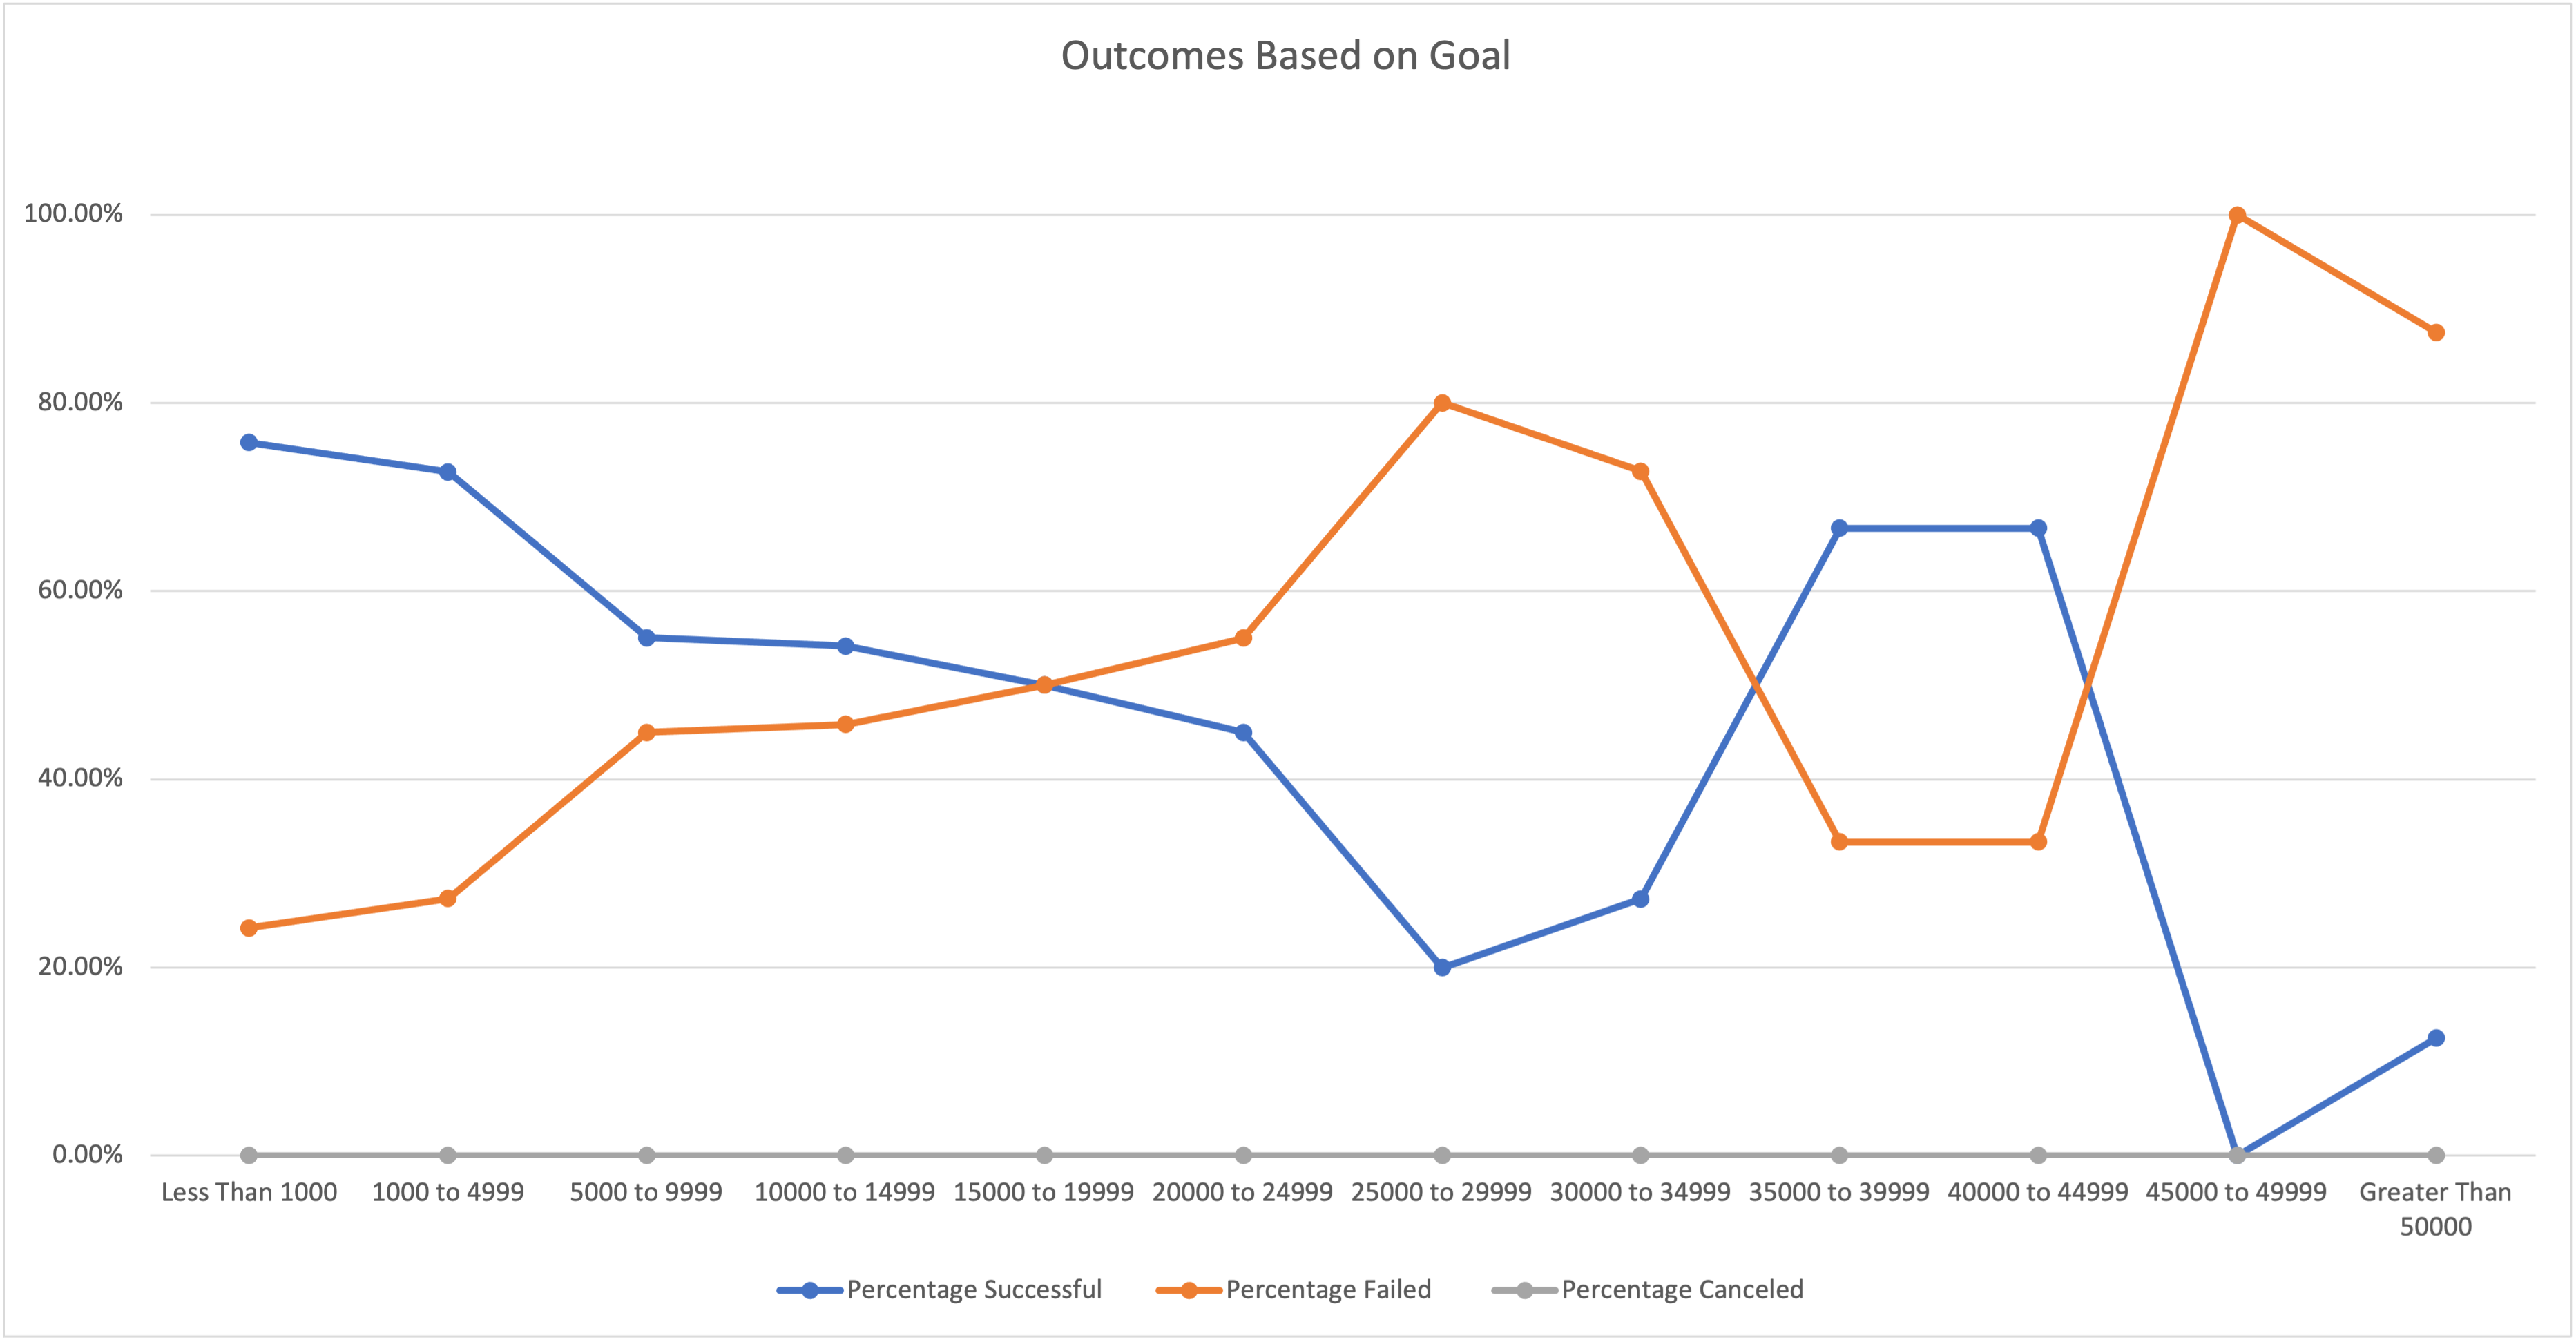 Outcomes Based on Goal
100.00%
80.00%
60.00%
40.00%
20.00%
0.00%
Less Than 1000
1000 to 4999
5000 to 9999
10000 to 14999
15000 to 19999
20000 to 24999
25000 to 29999
30000 to 34999
35000 to 39999
40000 to 44999
45000 to 49999
Greater Than
50000
Percentage Successful
Percentage Failed
Percentage Canceled